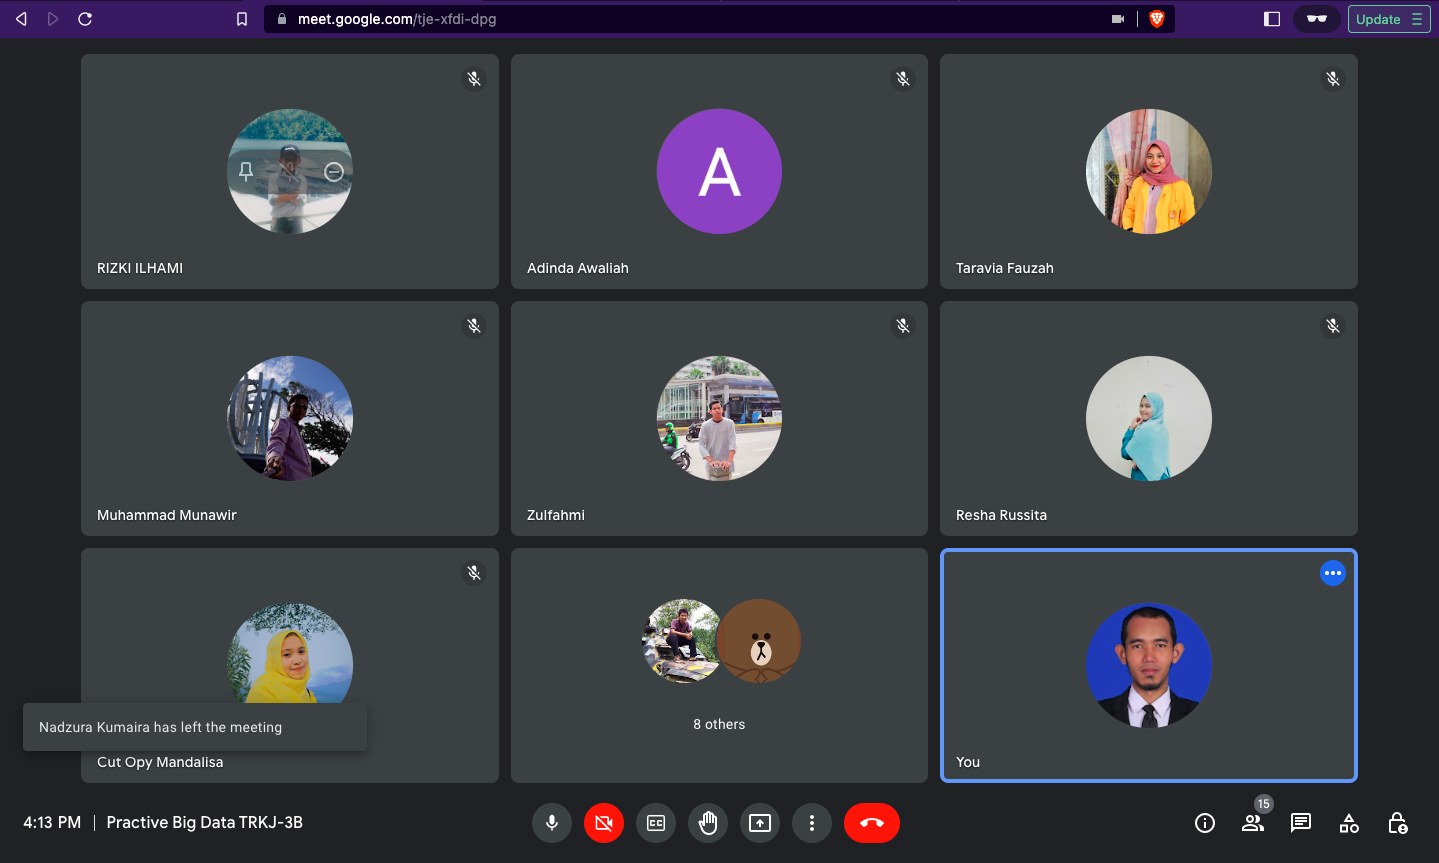 meet.google.com/tje-xfdi-dpg
Update
A
RIZKI ILHAMI
Adinda Awaliah
Taravia Fauzah
Muhammad Munawir
Zulfahmi
Resha Russita
Nadzura Kumaira has left the meeting
Cut Opy Mandalisa
8 others
You
4:13 PM | Practive Big Data TRKJ-3B
CC
15